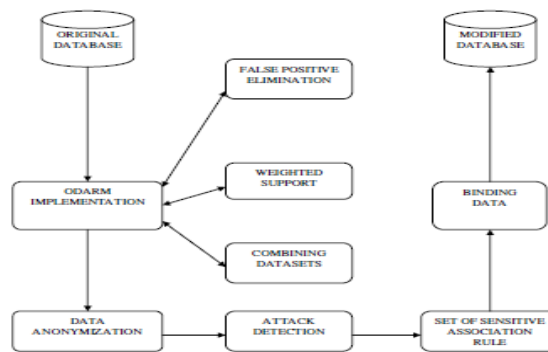 ORIGINAL
DATABASE
MODIFIED
DATABASE
FALSE POSITIVE
ELIMINATION
ODARM
IMPLEMENTATION
WEIGHTED
SUPPORT
BINDING
DATA
COMBINING
DATASETS
DATA
ANONYMIZATION
ATTACK
DETECTION
SET OF SENSITIVE
ASSOCIATION
RULE